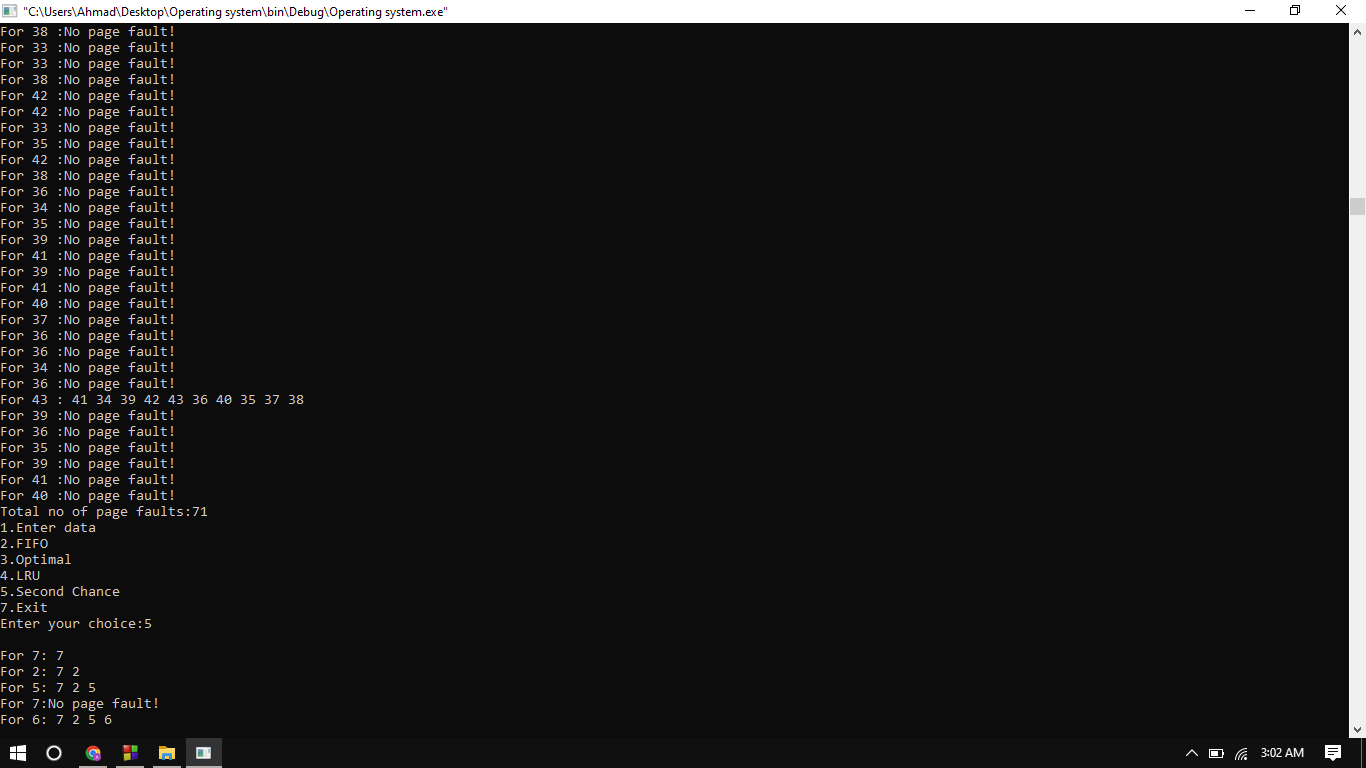 "C:\Users\Ahmad\Desktop\Operating system\bin\Debug\Operating system.exe"
For 38 :No page fault!
For 33 :No page fault!
For 33 :No page fault!
For 38 :No page fault!
For 42 :No page fault!
For 42 :No page fault!
For 33 :No page fault!
For 35 :No page fault!
For 42 :No page fault!
For 38 :No page fault!
For 36 :No page fault!
For 34 :No page fault!
For 35 :No page fault!
For 39 :No page fault!
For 41 :No page fault!
For 39 :No page fault!
For 41 :No page fault!
For 40 :No page fault!
For 37 :No page fault!
For 36 :No page fault!
For 36 :No page fault!
For 34 :No page fault!
For 36 :No page fault!
For 43 : 41 34 39 42 43 36 40 35 37 38
For 39 :No page fault!
For 36 :No page fault!
For 35 :No page fault!
For 39 :No page fault!
For 41 :No page fault!
For 40 :No page fault!
Total no of page faults:71
1.Enter data
2.FIFO
3.Optimal
4.LRU
5.Second Chance
7.Exit
Enter your choice:5
For 7: 7
For 2: 7 2
For 5: 7 2 5
For 7:No page fault!
For 6: 7 2 5 6
3:02 AM